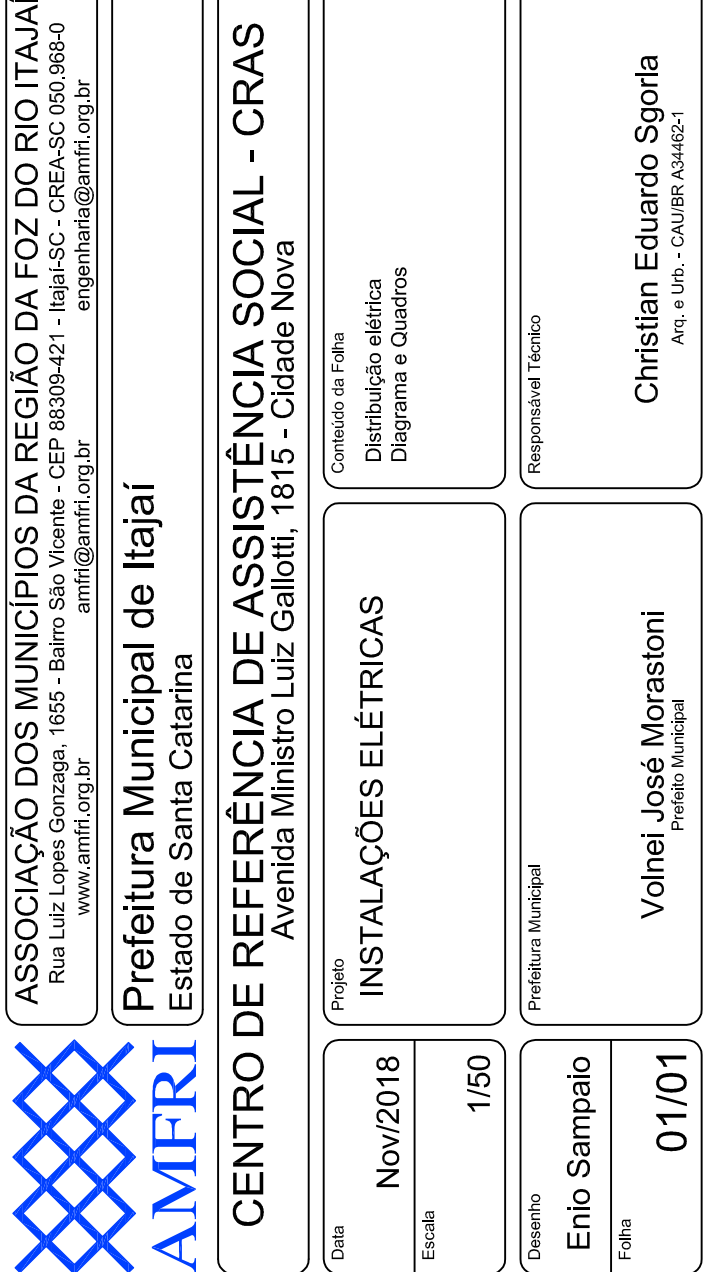 AMFRI
ASSOCIAÇÃO DOS MUNICÍPIOS DA REGIÃO DA FOZ DO RIO ITAJAÍ
Rua Luiz Lopes Gonzaga, 1655 - Bairro São Vicente - CEP 88309-421 - Itajaí-SC - CREA-SC 050.968-0
www.amfri.org.br amfri@amfri.org.br engenharia@amfri.org.br
Prefeitura Municipal de Itajaí
Estado de Santa Catarina
CENTRO DE REFERÊNCIA DE ASSISTÊNCIA SOCIAL - CRAS
Avenida Ministro Luiz Gallotti, 1815 - Cidade Nova
Data
Nov/2018
Escala
1/50
Projeto
INSTALAÇÕES ELÉTRICAS
Conteúdo da Folha
Distribuição elétrica
Diagrama e Quadros
Desenho
Enio Sampaio
Folha
01/01
Prefeitura Municipal
Volnei José Morastoni
Prefeito Municipal
Responsável Técnico
Christian Eduardo Sgorla
Arq. e Urb. - CAU/BR A34462-1